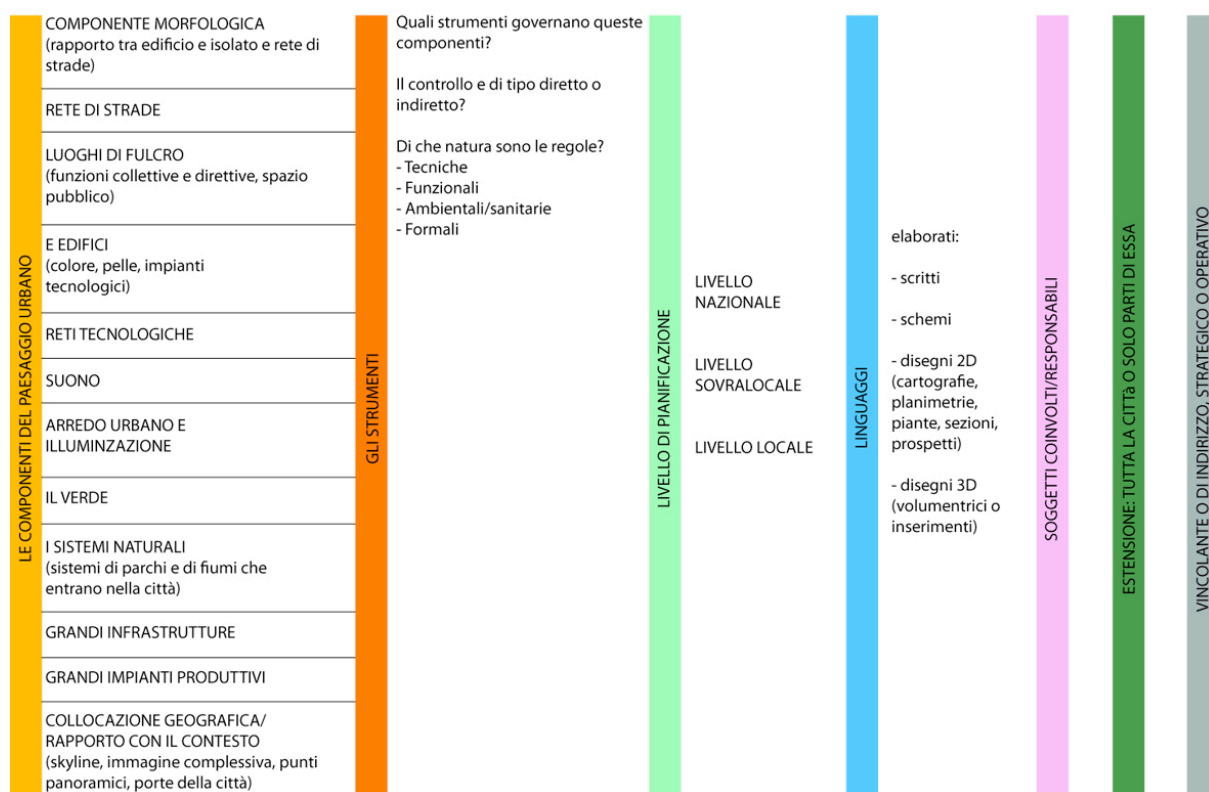 LE COMPONENTI DEL PAESAGGIO URBANO
COMPONENTE MORFOLOGICA
(rapporto tra edificio e isolato e rete di
strade)
RETE DI STRADE
LUOGHI DI FULCRO
(funzioni collettive e direttive, spazio
pubblico)
E EDIFICI
(colore, pelle, impianti
tecnologici)
RETI TECNOLOGICHE
SUONO
ARREDO URBANO E
ILLUMINZAZIONE
IL VERDE
I SISTEMI NATURALI
(sistemi di parchi e di fiumi che
entrano nella città)
GRANDI INFRASTRUTTURE
GRANDI IMPIANTI PRODUTTIVI
COLLOCAZIONE GEOGRAFICA/
RAPPORTO CON IL CONTESTO
(skyline, immagine complessiva, punti
panoramici, porte della città)
GLI STRUMENTI
Quali strumenti governano queste
componenti?
Il controllo e di tipo diretto o
indiretto?
Di che natura sono le regole?
- Tecniche
- Funzionali
- Ambientali/sanitarie
- Formali
LIVELLO DI PIANIFICAZIONE
LIVELLO
NAZIONALE
LIVELLO
SOVRALOCALE
LIVELLO LOCALE
LINGUAGGI
elaborati:
- scritti
- schemi
- disegni 2D
(cartografie,
planimetrie,
piante, sezioni,
prospetti)
- disegni 3D
(volumentrici o
inserimenti)
SOGGETTI COINVOLTI/RESPONSABILI
ESTENSIONE: TUTTA LA CITTà O SOLO PARTI DI ESSA
VINCOLANTE O DI INDIRIZZO, STRATEGICO O OPERATIVO